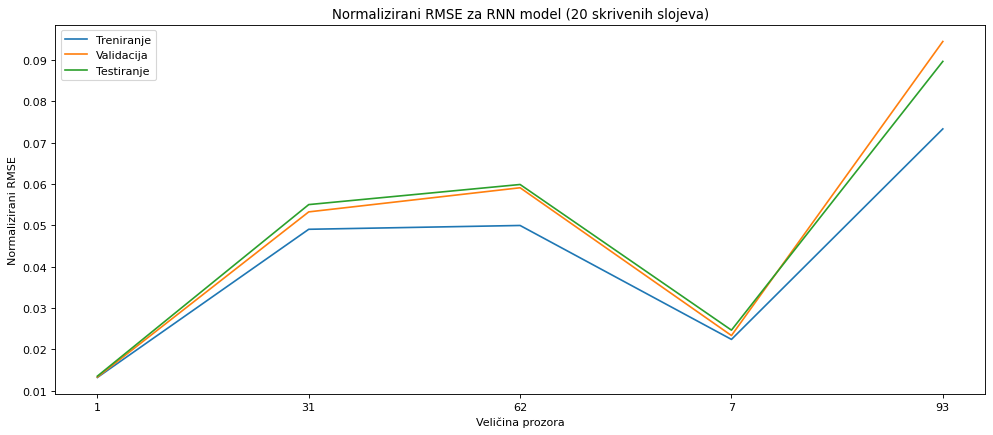 Normalizirani RMSE za RNN model (20 skrivenih slojeva)
Treniranje
Validacija
Testiranje
Normalizirani RMSE
0.09
0.08
0.07
0.06
0.05
0.04
0.03
0.02
0.01
1 31 62 7 93
Veličina prozora